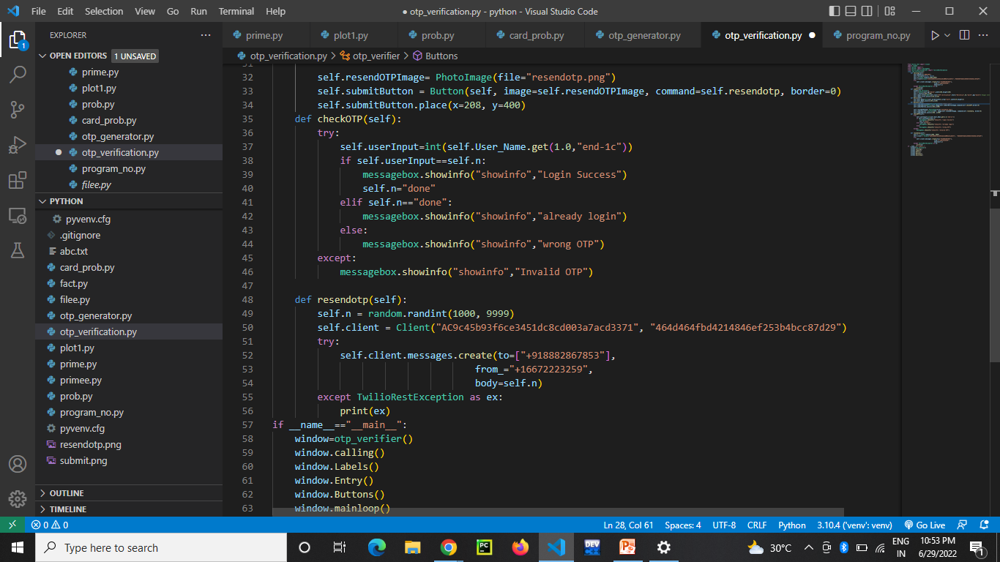 File Edit Selection View Go Run Terminal Help
● otp_verification.py - python - Visual Studio Code
EXPLORER
OPEN EDITORS 1 UNSAVED
prime.py
plot1.py
prob.py
card_prob.py
otp_generator.py
otp_verification.py
program_no.py
filee.py
PYTHON
pyvenv.cfg
.gitignore
abc.txt
card_prob.py
fact.py
filee.py
otp_generator.py
otp_verification.py
plot1.py
prime.py
primee.py
prob.py
program_no.py
pyvenv.cfg
resendotp.png
submit.png
OUTLINE
TIMELINE
prime.py plot1.py prob.py card_prob.py otp_generator.py otp_verification.py ● program_no.py
otp_verification.py > otp_verifier > Buttons
31
32 self.resendOTPImage= PhotoImage(file="resendotp.png")
33 self.submitButton = Button(self, image=self.resendOTPImage, command=self.resendotp, border=0)
34 self.submitButton.place(x=208, y=400)
35 def checkOTP(self):
36 try:
37 self.userInput=int(self.User_Name.get(1.0,"end-1c"))
38 if self.userInput==self.n:
39 messagebox.showinfo("showinfo","Login Success")
40 self.n="done"
41 elif self.n=="done":
42 messagebox.showinfo("showinfo","already login")
43 else:
44 messagebox.showinfo("showinfo","wrong OTP")
45 except:
46 messagebox.showinfo("showinfo","Invalid OTP")
47
48 def resendotp(self):
49 self.n = random.randint(1000, 9999)
50 self.client = Client("AC9c45b93f6ce3451dc8cd003a7acd3371", "464d464fbd4214846ef253b4bcc87d29")
51 try:
52 self.client.messages.create(to=["+918882867853"],
53 from_="+16672223259",
54 body=self.n)
55 except TwilioRestException as ex:
56 print(ex)
57 if __name__=="__main__":
58 window=otp_verifier()
59 window.calling()
60 window.Labels()
61 window.Entry()
62 window.Buttons()
63 window.mainloop()
0 0 Ln 28, Col 61 Spaces: 4 UTF-8 CRLF Python 3.10.4 ('venv': venv) Go Live
Type here to search
PC
DEV
C++
30°C
ENG
IN
10:53 PM
6/29/2022
1